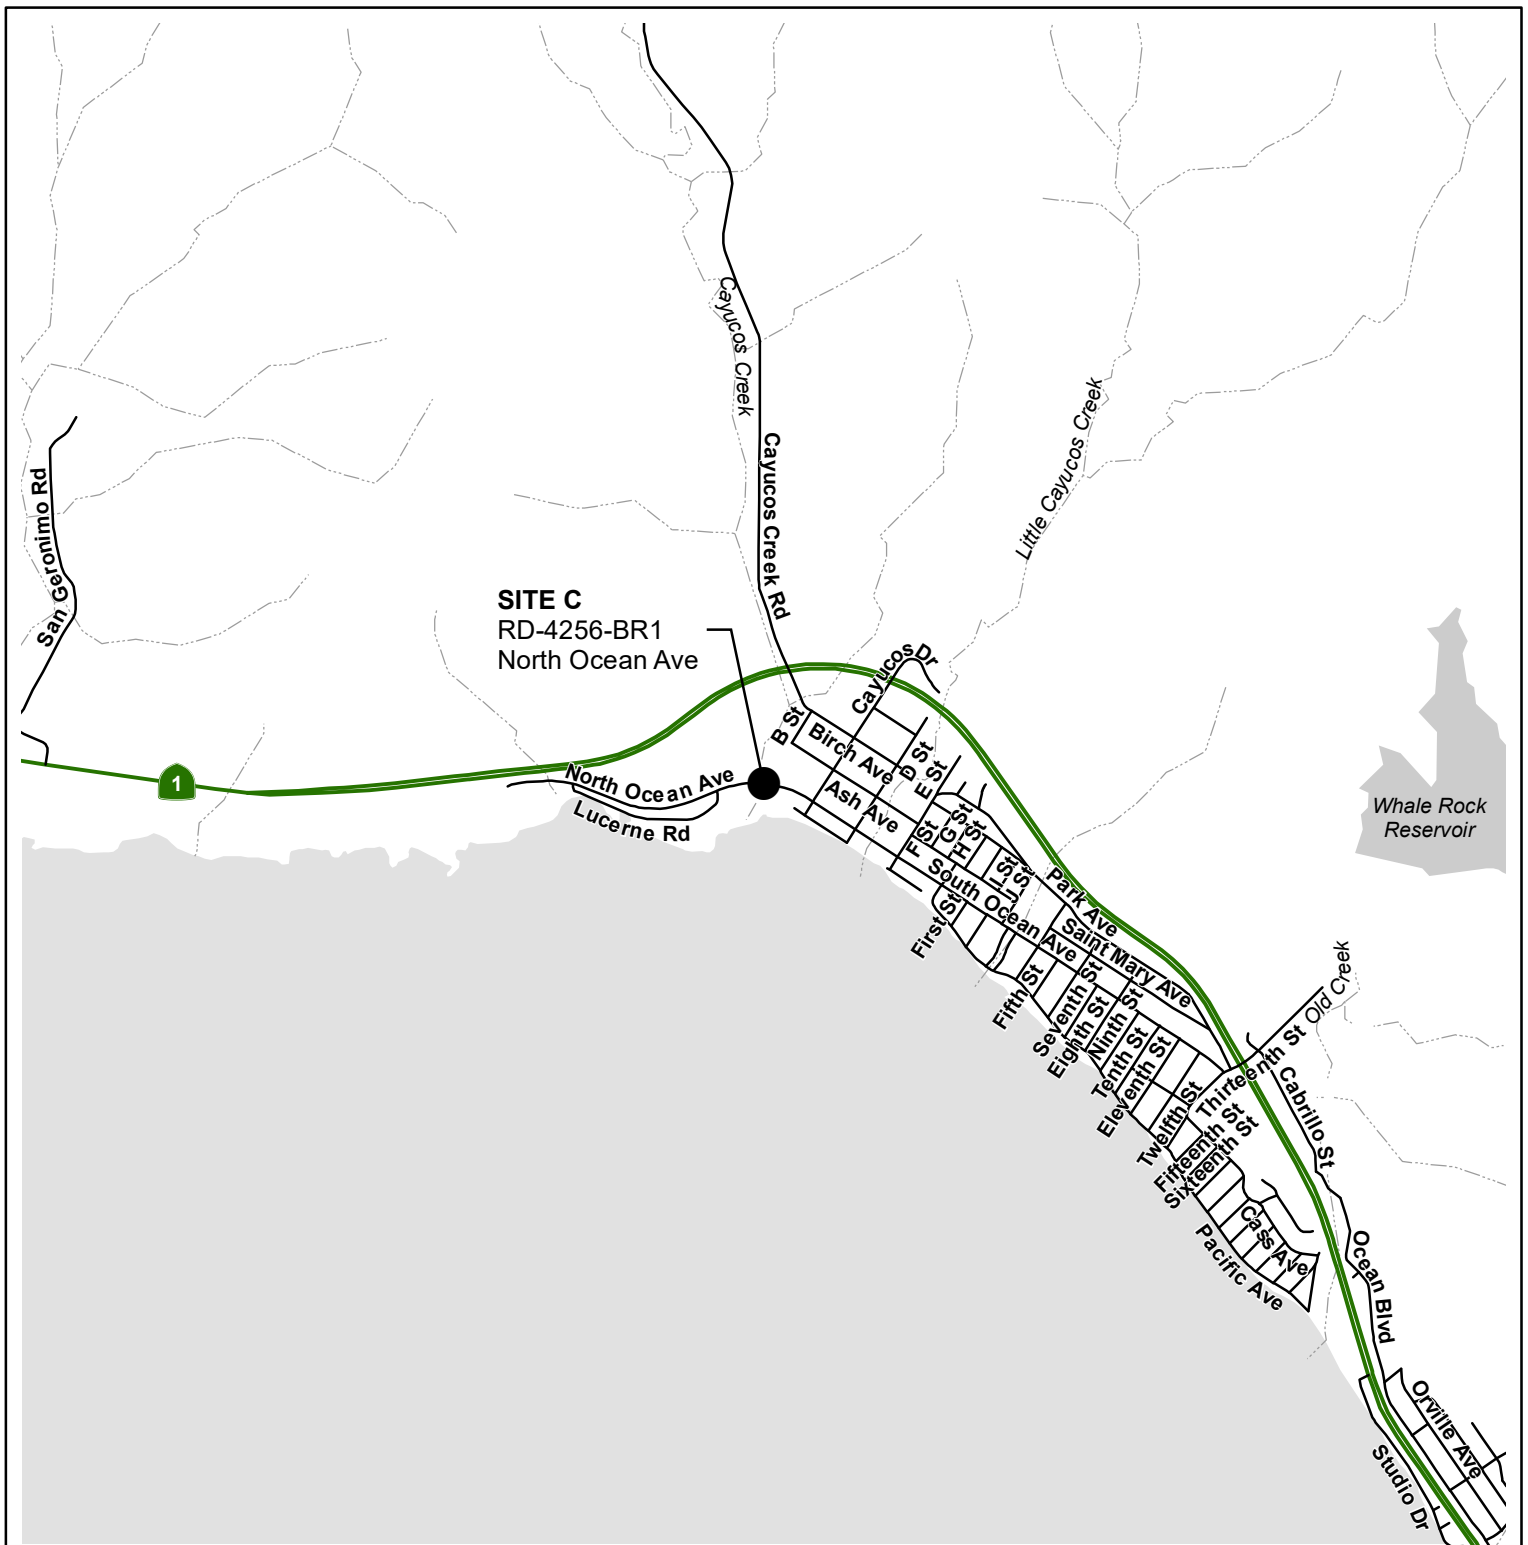 Cayucos Creek
Little Cayucos Creek
Cayucos Creek Rd
San Geronimo Rd
SITE C
RD-4256-BR1
North Ocean Ave
Cayucos Dr
B St
Birch Ave
D St
E St
1
North Ocean Ave
Lucerne Rd
Ash Ave
Whale Rock
Reservoir
F St
G St
H St
I St
J St
Park Ave
South Ocean Ave
First St
Saint Mary Ave
Fifth St
Seventh St
Eighth St
Ninth St
Tenth St
Eleventh St
Twelfth St
Thirteenth St
Old Creek
Fifteenth St
Sixteenth St
Cabrillo St
Cass Ave
Pacific Ave
Ocean Blvd
Orville Ave
Studio Dr